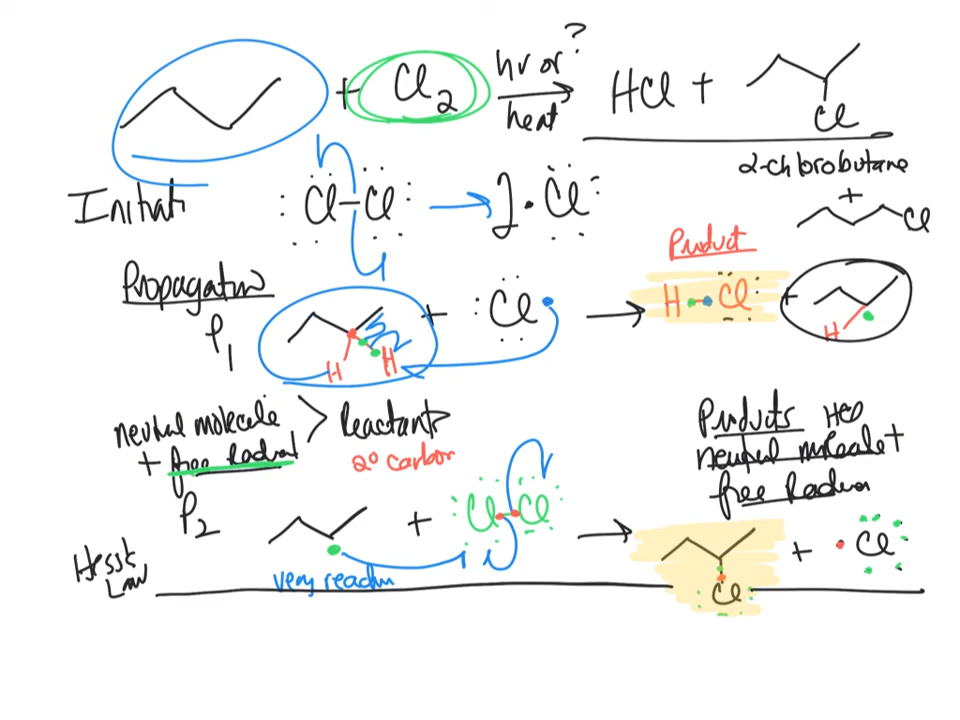 + Cl2 hν or ? heat HCl + Cl
2-chlorobutane
+
Cl
:Cl–Cl: → 2·Cl:
Product
Propagation
P1
H H + :Cl· → H Cl: + H
neutral molecule > reactants
+ free Radical
2° carbon
Products HCl
neutral molecule +
free Radical
P2
+ Cl Cl → Cl + ·Cl
Hess's
Law
very reactiv